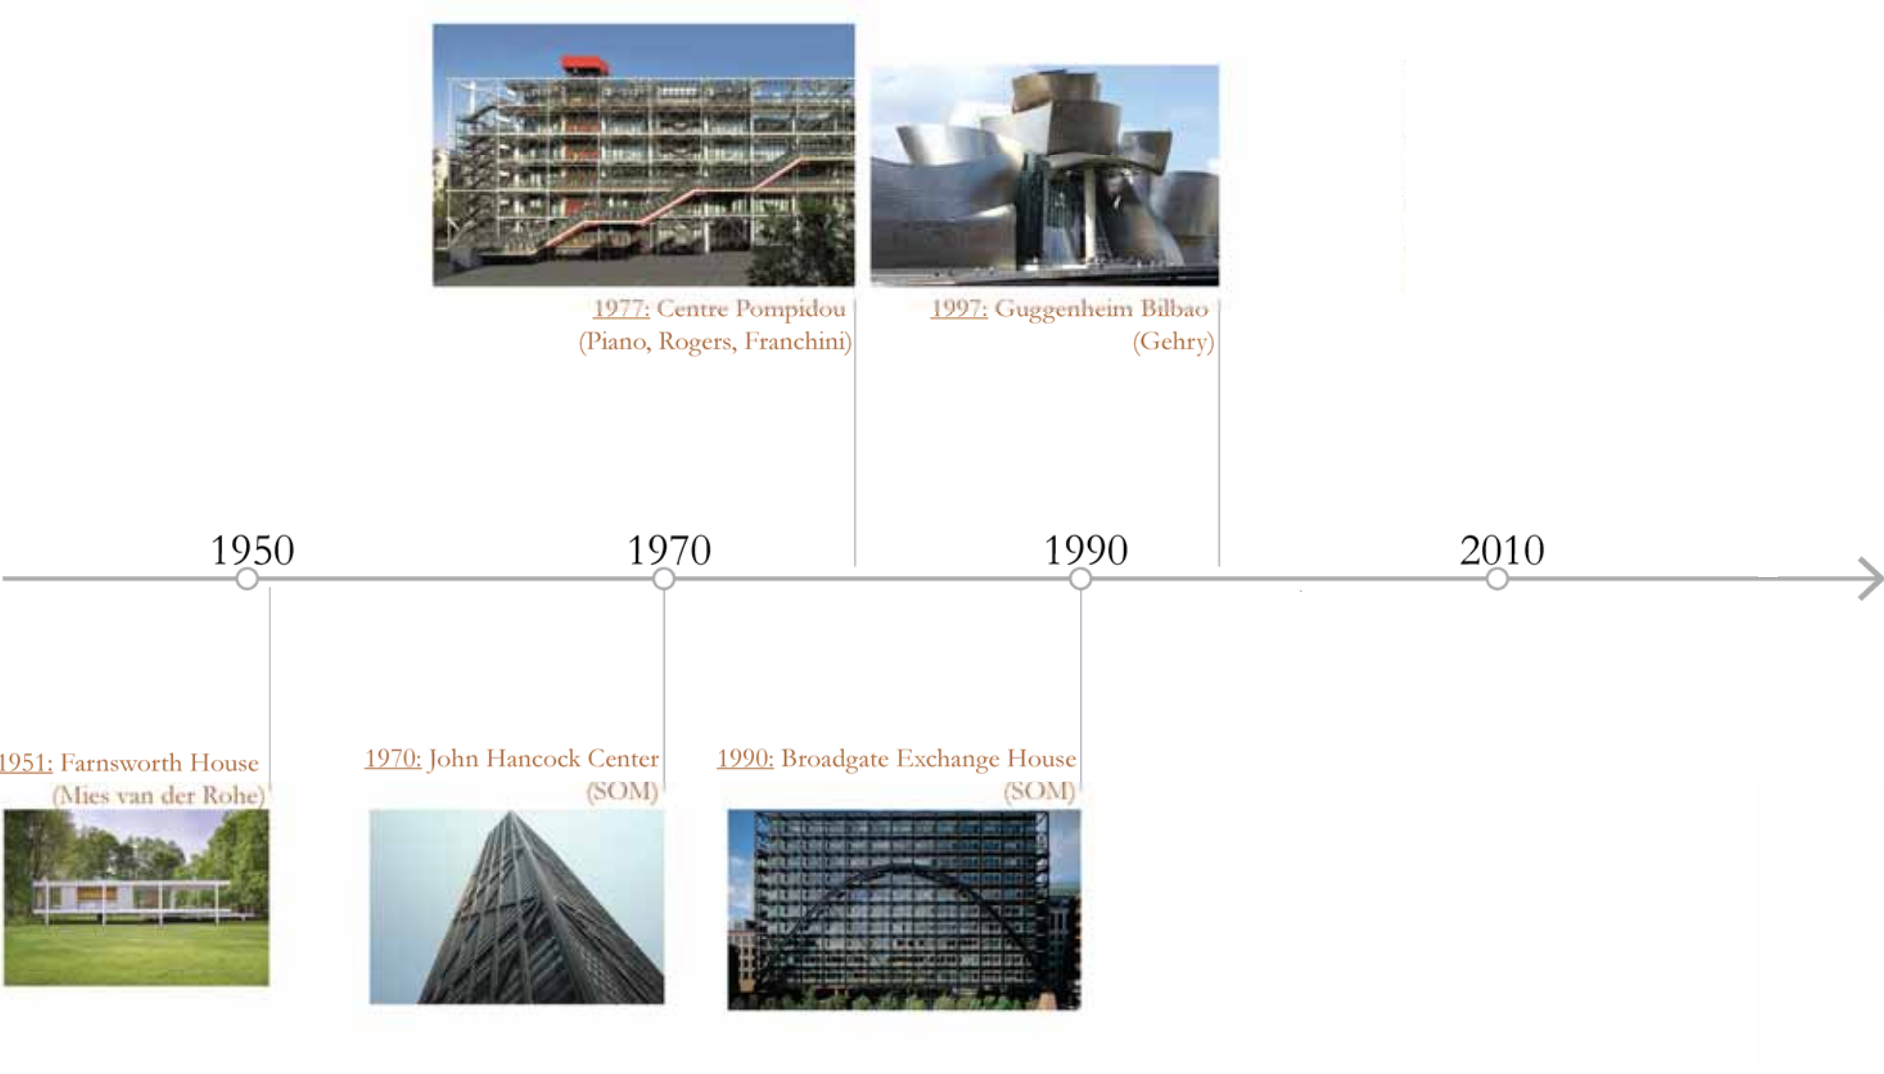 1977: Centre Pompidou
(Piano, Rogers, Franchini)
1997: Guggenheim Bilbao
(Gehry)
1950
1970
1990
2010
1951: Farnsworth House
(Mies van der Rohe)
1970: John Hancock Center
(SOM)
1990: Broadgate Exchange House
(SOM)